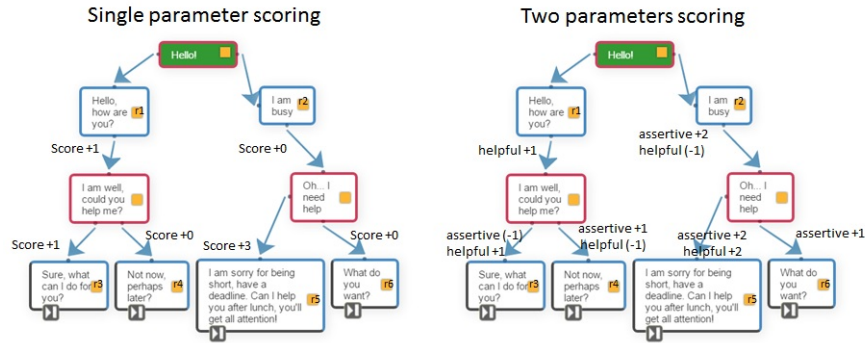 Single parameter scoring
Hello!
Hello,
how are
you?
r1
I am
busy
r2
Score +1
Score +0
I am well,
could you
help me?
Oh... I
need
help
Score +1
Score +0
Score +3
Score +0
Sure, what
can I do for
you?
r3
Not now,
perhaps
later?
r4
I am sorry for being
short, have a
deadline. Can I help
you after lunch, you'll
get all attention!
r5
What do
you
want?
r6
Two parameters scoring
Hello!
Hello,
how are
you?
r1
I am
busy
r2
helpful +1
assertive +2
helpful (-1)
I am well,
could you
help me?
Oh... I
need
help
assertive (-1)
helpful +1
assertive +1
helpful (-1)
assertive +2
helpful +2
assertive +1
Sure, what
can I do for
you?
r3
Not now,
perhaps
later?
r4
I am sorry for being
short, have a
deadline. Can I help
you after lunch, you'll
get all attention!
r5
What do
you
want?
r6